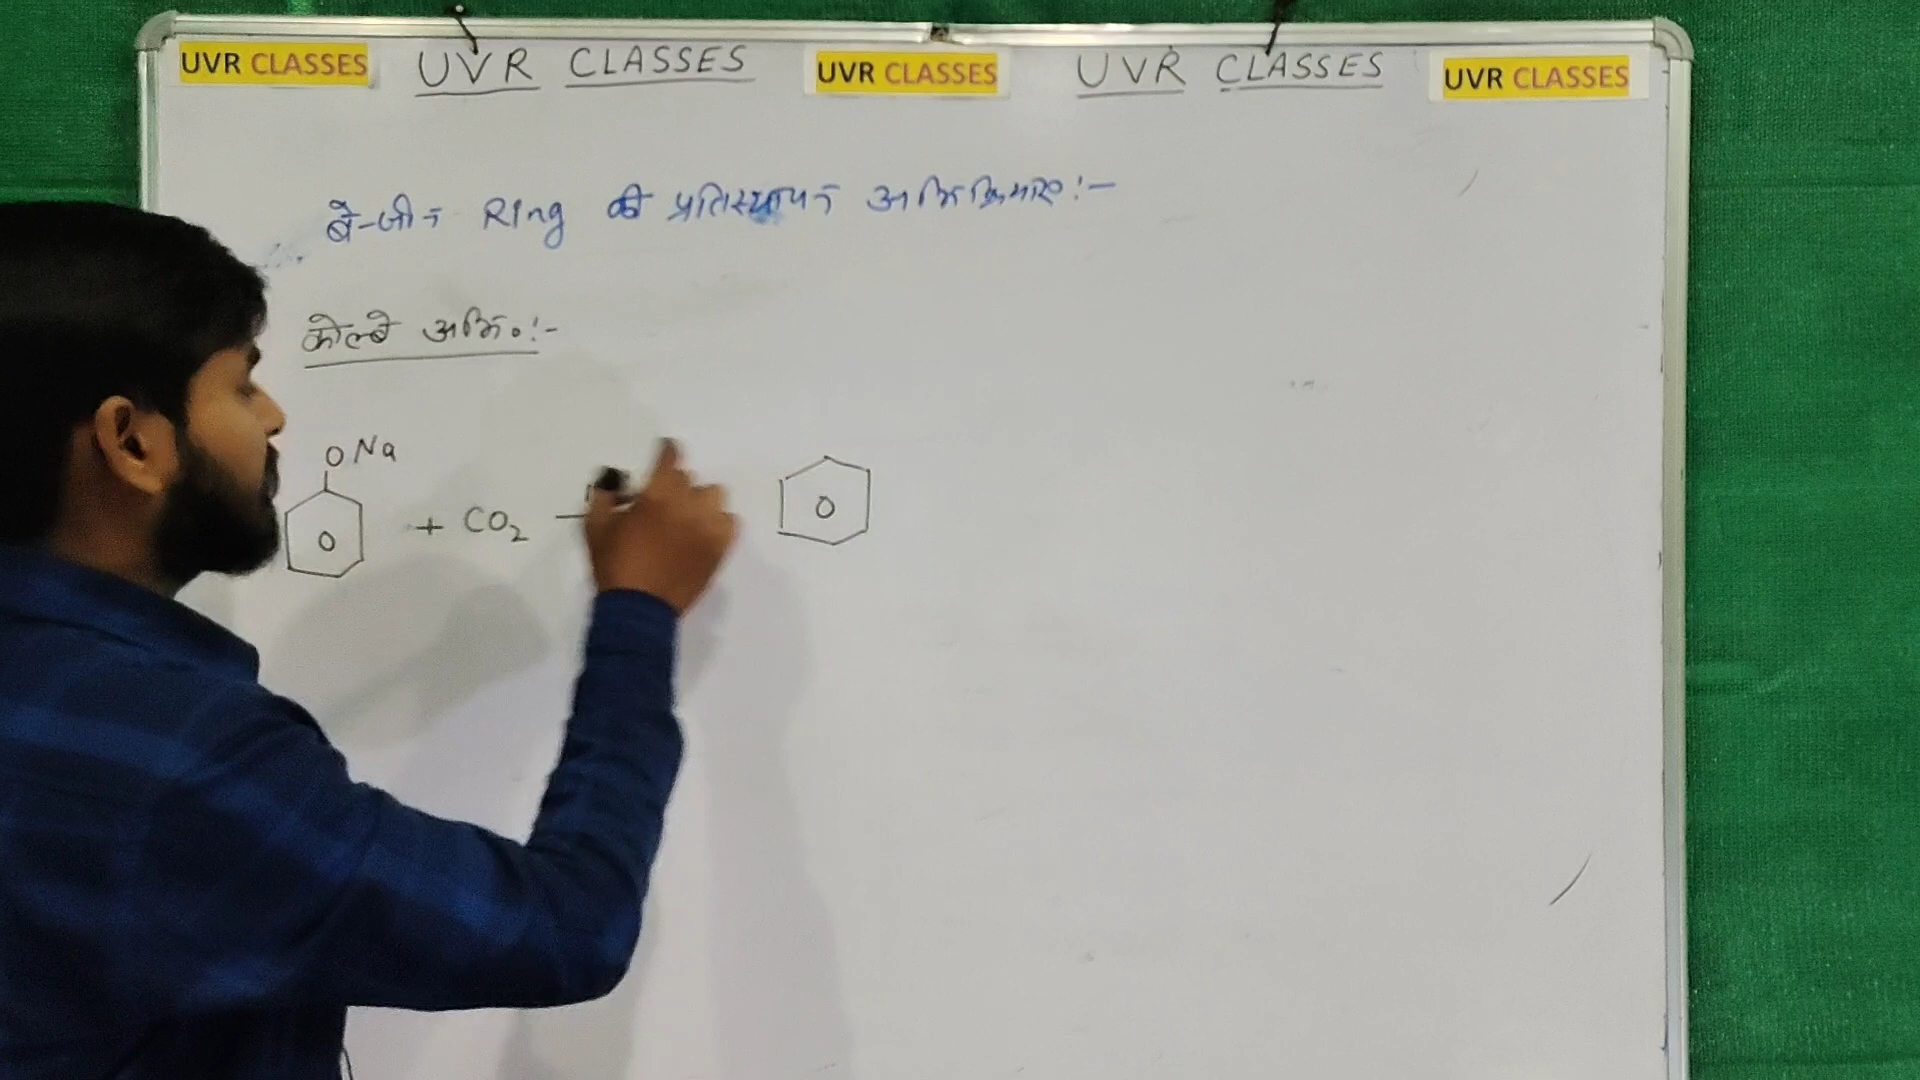 UVR CLASSES UVR CLASSES UVR CLASSES UVR CLASSES UVR CLASSES
बेन्जीन Ring की प्रतिस्थापन अभिक्रियाएं:-
कोल्बे अभि०:-
ONa
+ CO₂